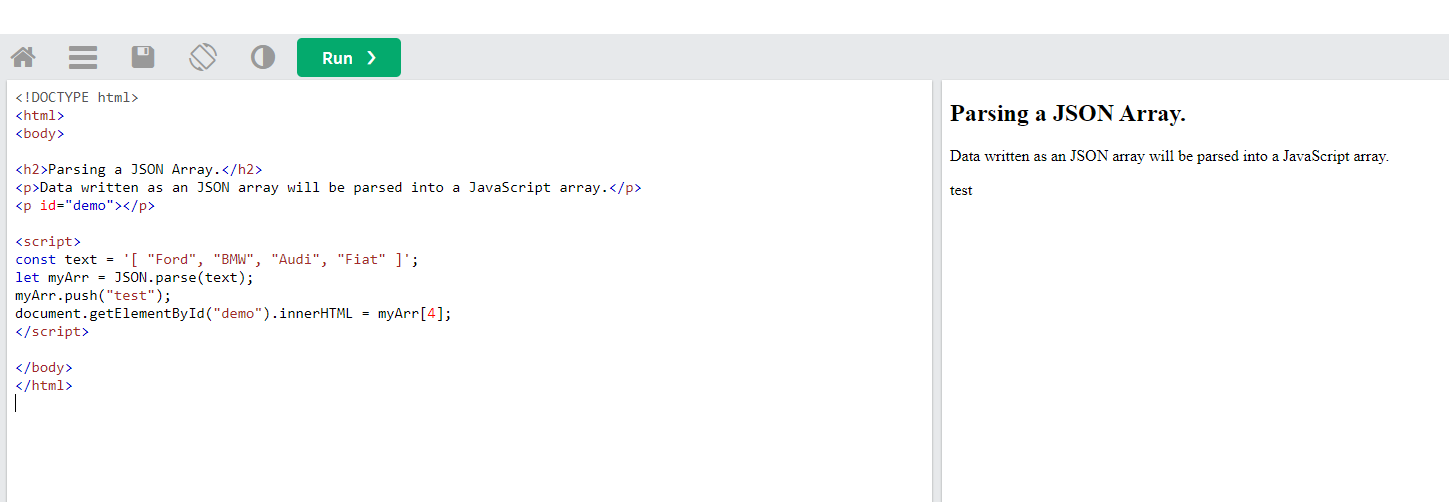 Run ❯
<!DOCTYPE html>
<html>
<body>
<h2>Parsing a JSON Array.</h2>
<p>Data written as an JSON array will be parsed into a JavaScript array.</p>
<p id="demo"></p>
<script>
const text = '[ "Ford", "BMW", "Audi", "Fiat" ]';
let myArr = JSON.parse(text);
myArr.push("test");
document.getElementById("demo").innerHTML = myArr[4];
</script>
</body>
</html>
Parsing a JSON Array.
Data written as an JSON array will be parsed into a JavaScript array.
test